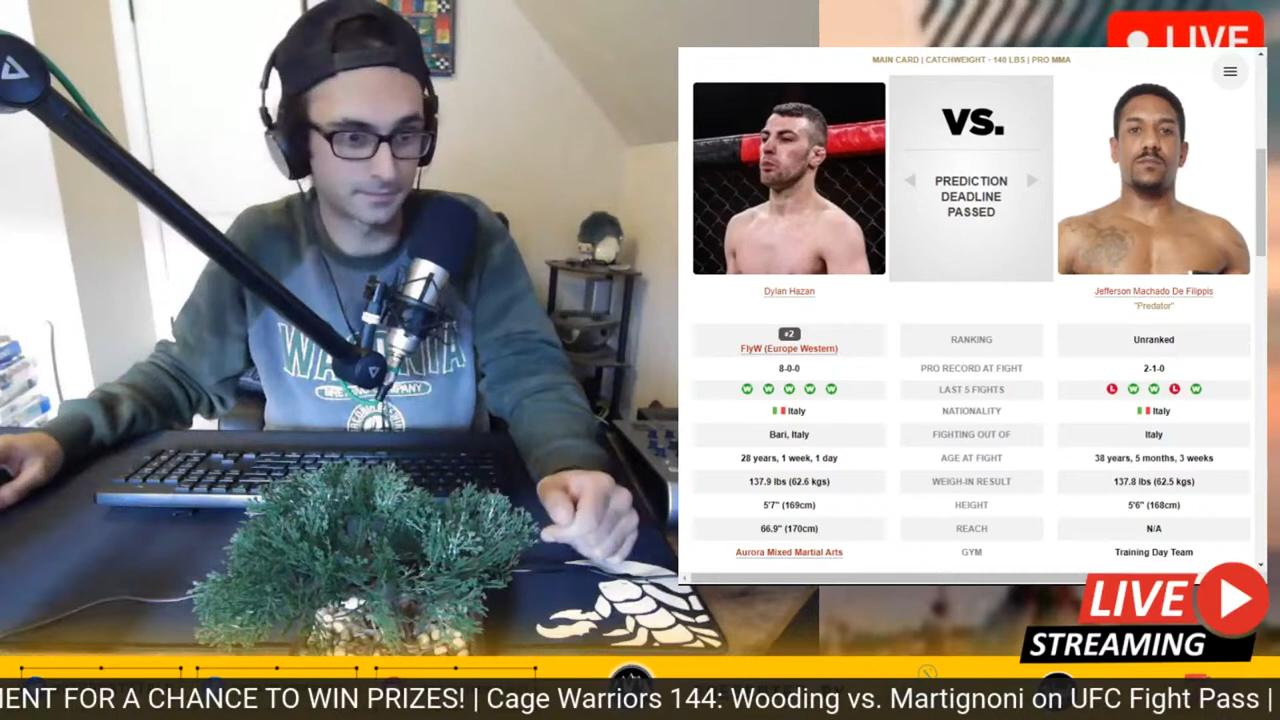 LIVE
MAIN CARD | CATCHWEIGHT - 140 LBS | PRO MMA
VS.
PREDICTION
DEADLINE
PASSED
Dylan Hazan
Jefferson Machado De Filippis
"Predator"
#2
FlyW (Europe Western)
RANKING
Unranked
8-0-0
PRO RECORD AT FIGHT
2-1-0
W W W W W
LAST 5 FIGHTS
L W W L W
Italy
NATIONALITY
Italy
Bari, Italy
FIGHTING OUT OF
Italy
28 years, 1 week, 1 day
AGE AT FIGHT
38 years, 5 months, 3 weeks
137.9 lbs (62.6 kgs)
WEIGH-IN RESULT
137.8 lbs (62.5 kgs)
5'7" (169cm)
HEIGHT
5'6" (168cm)
66.9" (170cm)
REACH
N/A
Aurora Mixed Martial Arts
GYM
Training Day Team
LIVE
STREAMING
MENT FOR A CHANCE TO WIN PRIZES! | Cage Warriors 144: Wooding vs. Martignoni on UFC Fight Pass |